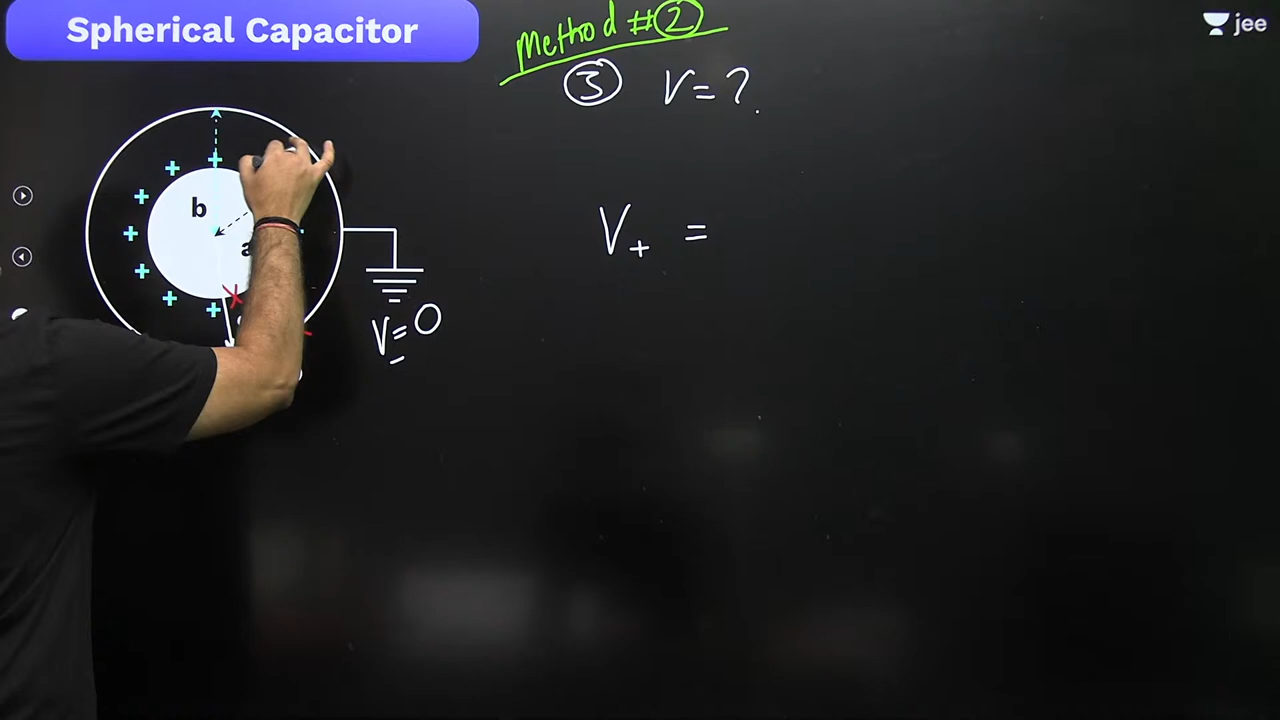 Spherical Capacitor
Method #②
jee
③ V = ?
b
a
V₊ =
V = 0